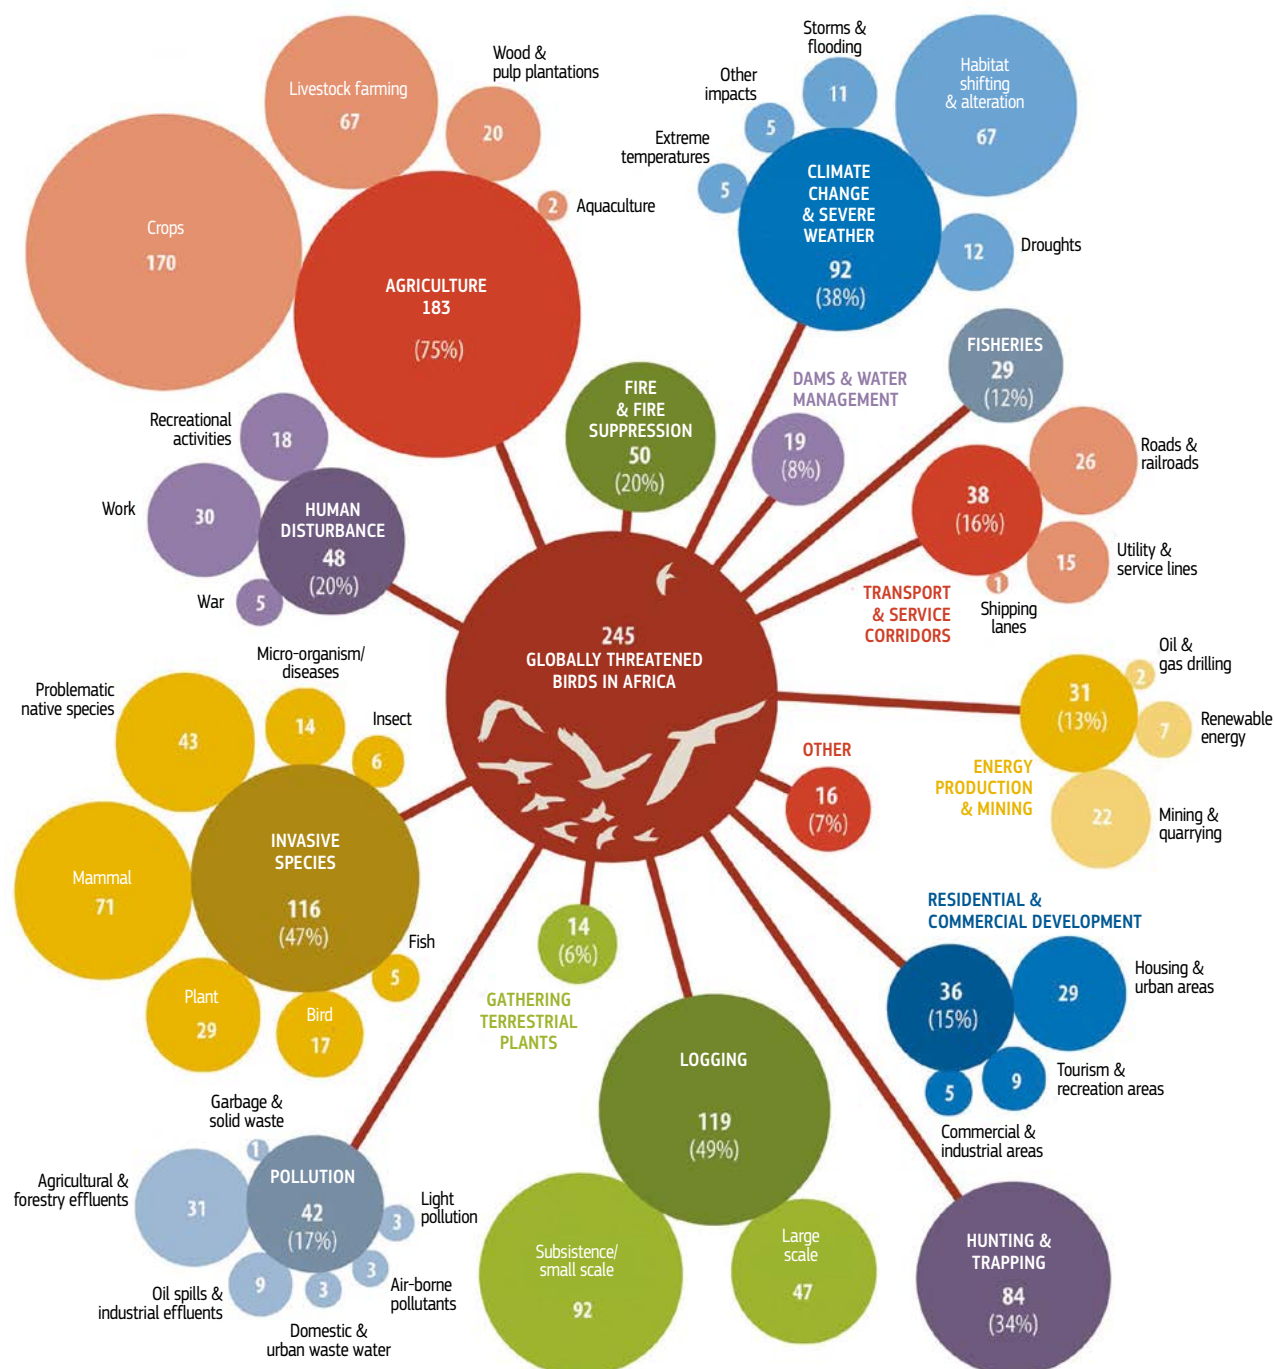 Livestock farming
67
Wood &
pulp plantations
20
2
Aquaculture
Crops
170
AGRICULTURE
183
(75%)
Storms &
flooding
11
Other
impacts
5
Extreme
temperatures
5
Habitat
shifting
& alteration
67
CLIMATE
CHANGE
& SEVERE
WEATHER
92
(38%)
12
Droughts
FISHERIES
29
(12%)
DAMS & WATER
MANAGEMENT
19
(8%)
FIRE
& FIRE
SUPPRESSION
50
(20%)
Roads &
railroads
26
38
(16%)
15
Utility &
service lines
1
Shipping
lanes
TRANSPORT
& SERVICE
CORRIDORS
Recreational
activities
18
Work
30
War
5
HUMAN
DISTURBANCE
48
(20%)
245
GLOBALLY THREATENED
BIRDS IN AFRICA
Oil &
gas drilling
2
31
(13%)
7
Renewable
energy
22
Mining &
quarrying
ENERGY
PRODUCTION
& MINING
OTHER
16
(7%)
Micro-organism/
diseases
14
Problematic
native species
43
Insect
6
INVASIVE
SPECIES
116
(47%)
Mammal
71
Fish
5
Plant
29
Bird
17
14
(6%)
GATHERING
TERRESTRIAL
PLANTS
RESIDENTIAL &
COMMERCIAL DEVELOPMENT
36
(15%)
29
Housing &
urban areas
9
Tourism &
recreation areas
5
Commercial &
industrial areas
LOGGING
119
(49%)
Subsistence/
small scale
92
Large
scale
47
HUNTING &
TRAPPING
84
(34%)
Garbage &
solid waste
1
POLLUTION
42
(17%)
Agricultural &
forestry effluents
31
Light
pollution
3
3
Air-borne
pollutants
9
Oil spills &
industrial effluents
3
Domestic &
urban waste water